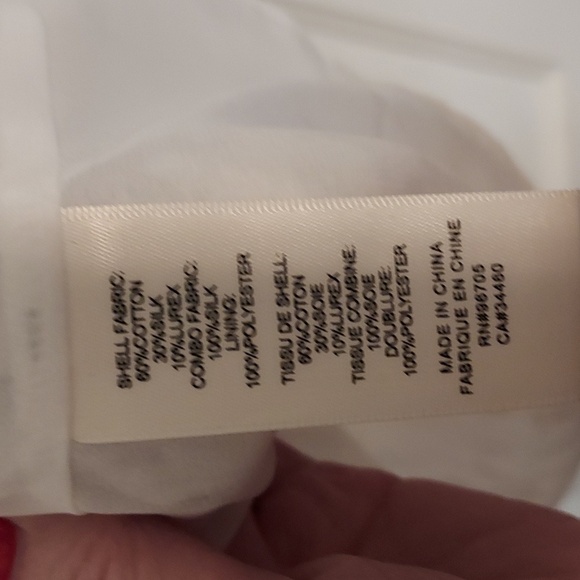 SHELL FABRIC:
60%COTTON
30%SILK
10%LUREX
COMBO FABRIC:
100%SILK
LINING:
100%POLYESTER
TISSU DE SHELL:
60%COTON
30%SOIE
10%LUREX
TISSUE COMBINE:
100%SOIE
DOUBLURE:
100%POLYESTER
MADE IN CHINA
FABRIQUE EN CHINE
RN#96705
CA#34460